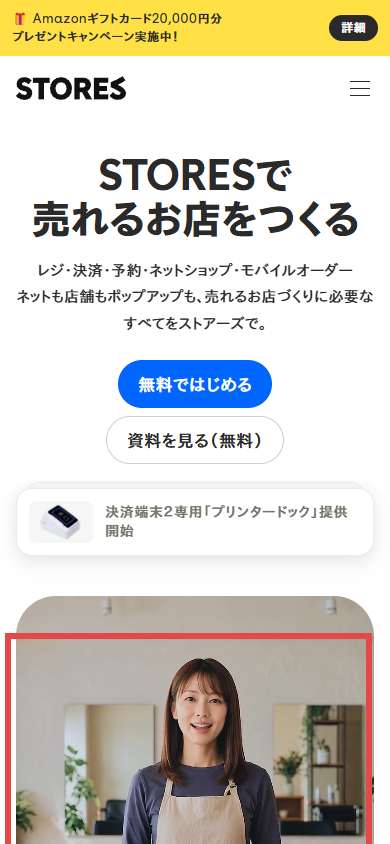 Amazonギフトカード20,000円分
プレゼントキャンペーン実施中！
詳細
STORES
STORESで
売れるお店をつくる
レジ・決済・予約・ネットショップ・モバイルオーダー
ネットも店舗もポップアップも、売れるお店づくりに必要な
すべてをストアーズで。
無料ではじめる
資料を見る（無料）
決済端末2専用「プリンタードック」提供
開始